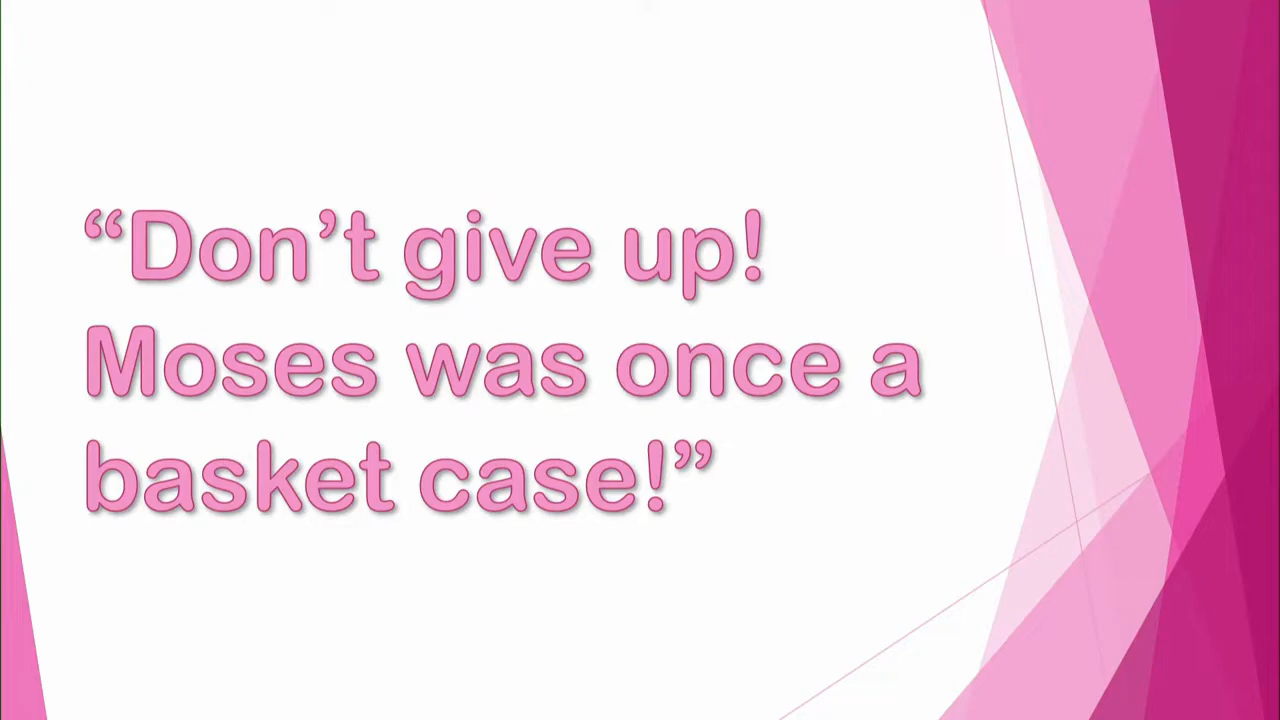 “Don’t give up!
Moses was once a
basket case!”